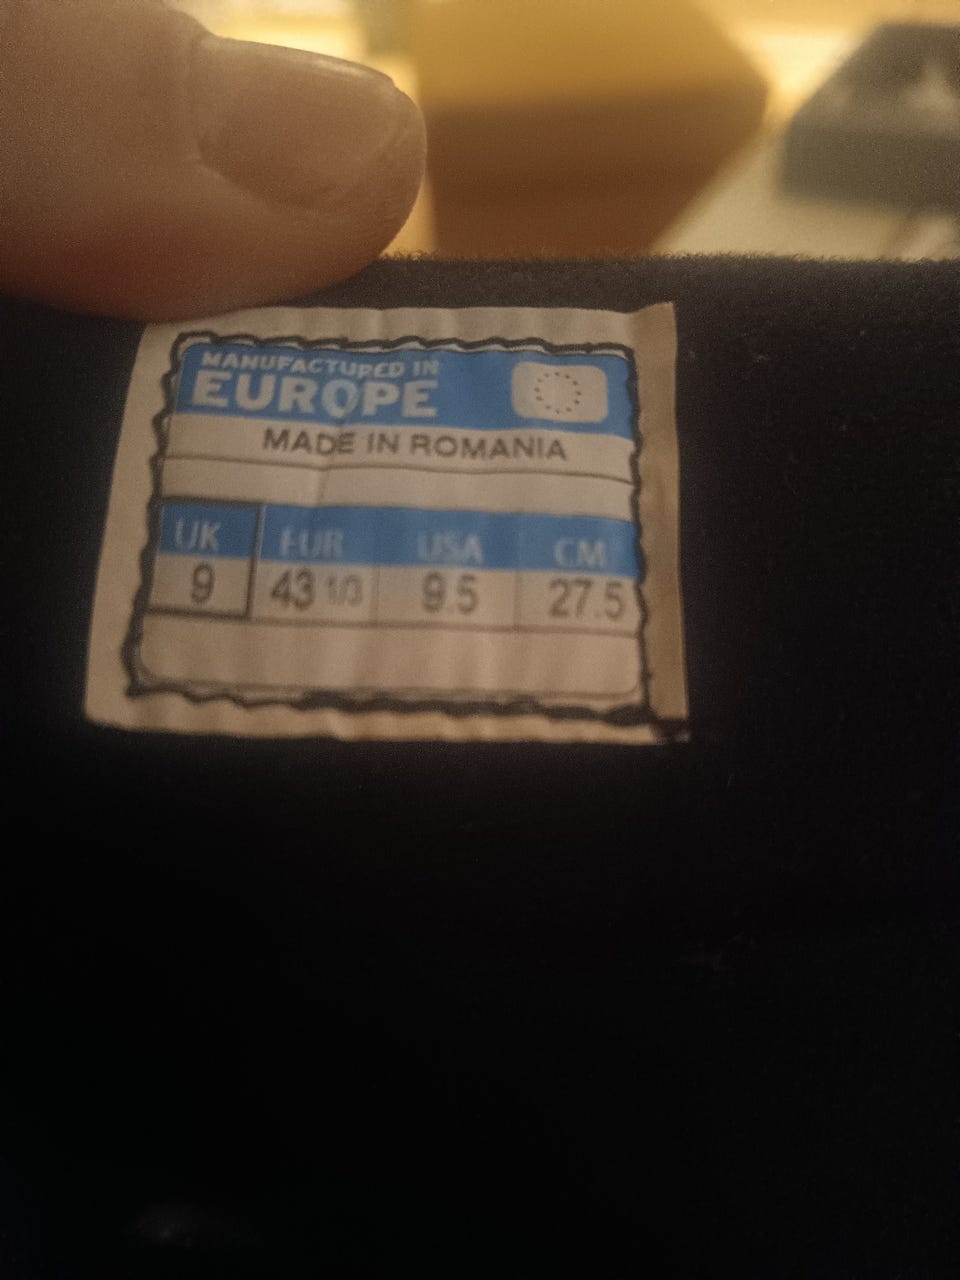 MANUFACTURED IN
EUROPE
MADE IN ROMANIA
UK EUR USA CM
9 43 1/3 9.5 27.5